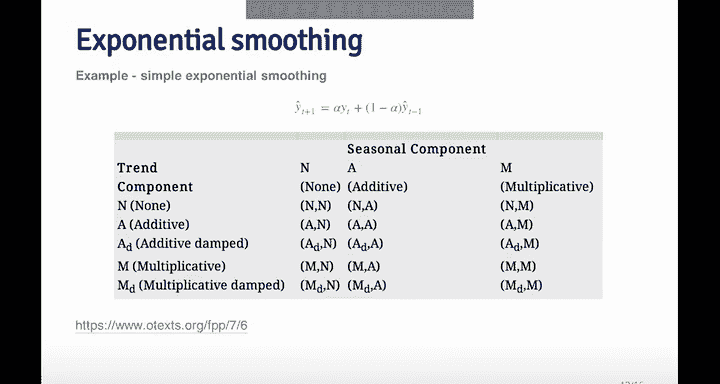 Exponential smoothing
Example - simple exponential smoothing
ŷₜ₊₁ = αyₜ + (1 − α)ŷₜ₋₁
Seasonal Component
Trend N A M
Component (None) (Additive) (Multiplicative)
N (None) (N,N) (N,A) (N,M)
A (Additive) (A,N) (A,A) (A,M)
Ad (Additive damped) (Ad,N) (Ad,A) (Ad,M)
M (Multiplicative) (M,N) (M,A) (M,M)
Md (Multiplicative damped) (Md,N) (Md,A) (Md,M)
https://www.otexts.org/fpp/7/6